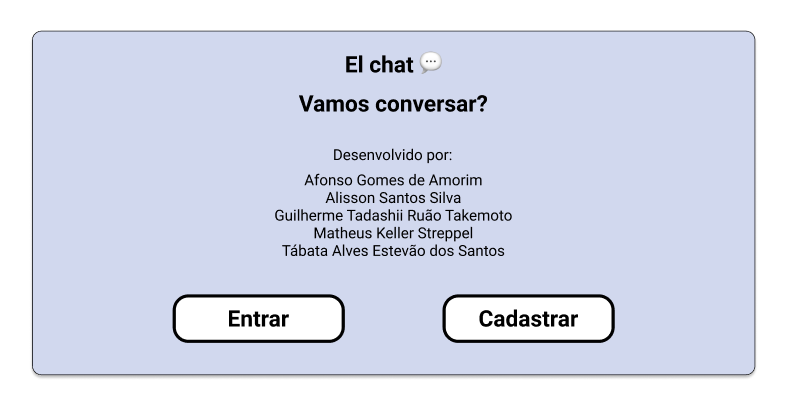 El chat 💬
Vamos conversar?
Desenvolvido por:
Afonso Gomes de Amorim
Alisson Santos Silva
Guilherme Tadashii Ruão Takemoto
Matheus Keller Streppel
Tábata Alves Estevão dos Santos
Entrar
Cadastrar